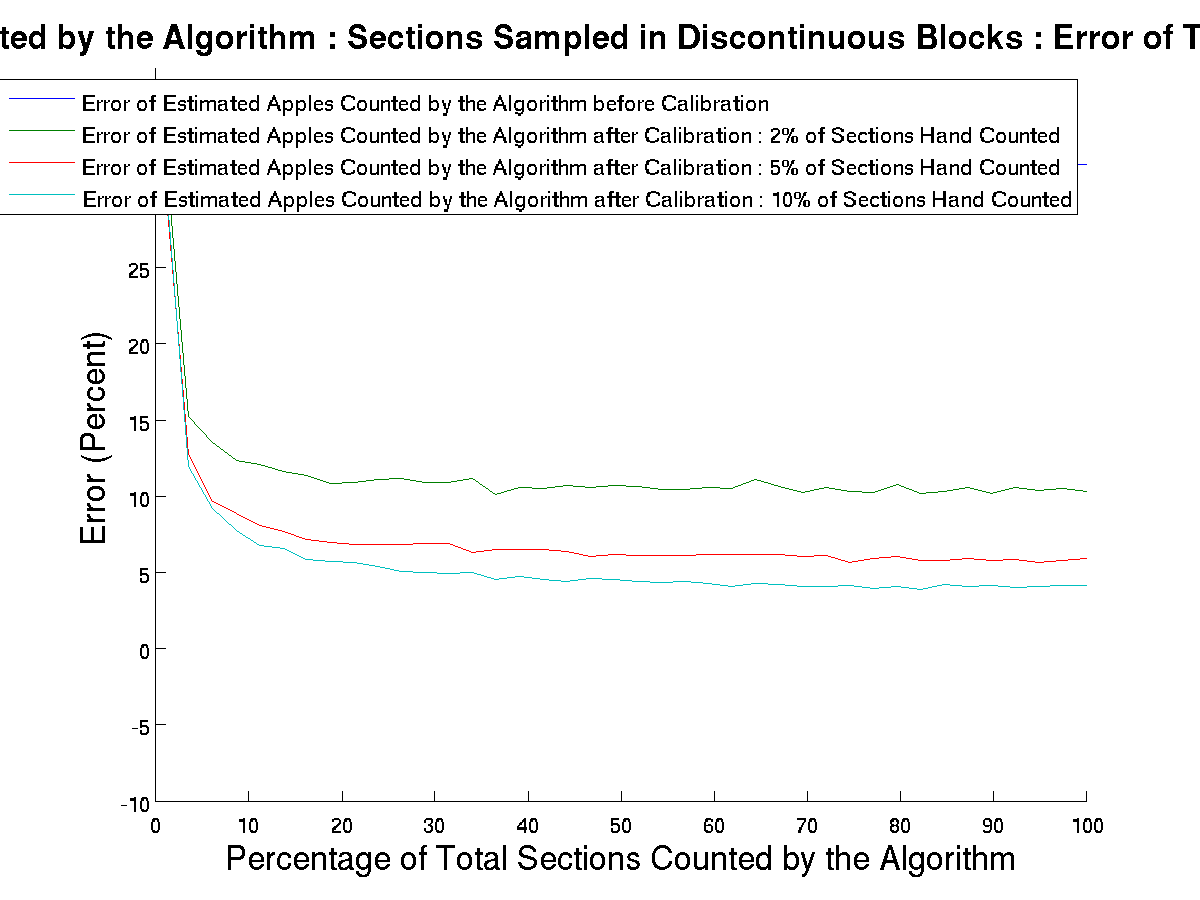 ted by the Algorithm : Sections Sampled in Discontinuous Blocks : Error of T
Error of Estimated Apples Counted by the Algorithm before Calibration
Error of Estimated Apples Counted by the Algorithm after Calibration : 2% of Sections Hand Counted
Error of Estimated Apples Counted by the Algorithm after Calibration : 5% of Sections Hand Counted
Error of Estimated Apples Counted by the Algorithm after Calibration : 10% of Sections Hand Counted
25
20
15
10
5
0
-5
-10
Error (Percent)
0 10 20 30 40 50 60 70 80 90 100
Percentage of Total Sections Counted by the Algorithm